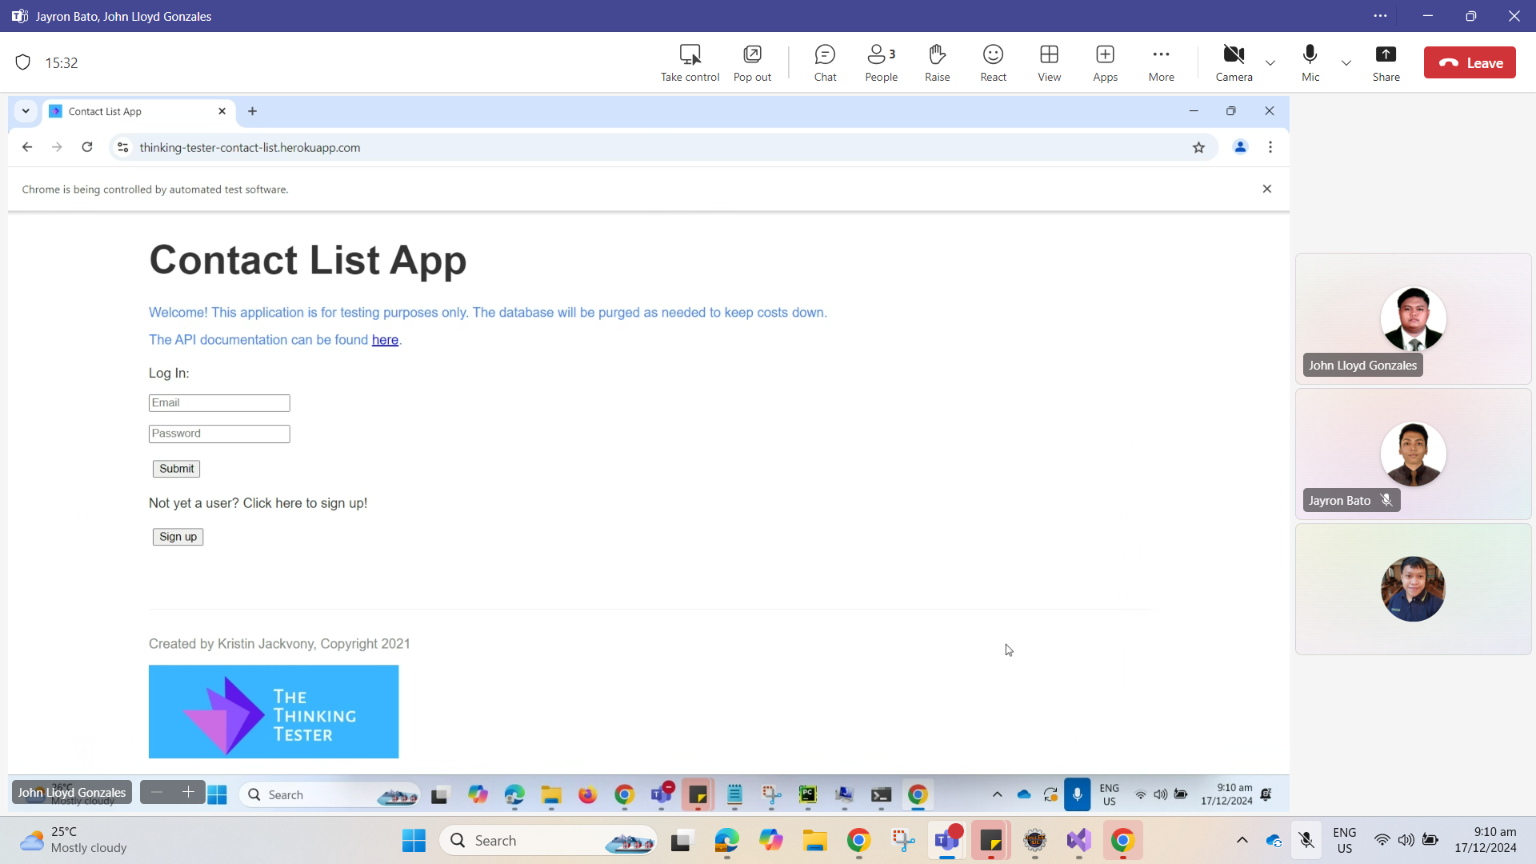 Jayron Bato, John Lloyd Gonzales
15:32
Take control
Pop out
Chat
3
People
Raise
React
View
Apps
More
Camera
Mic
Share
Leave
Contact List App
thinking-tester-contact-list.herokuapp.com
Chrome is being controlled by automated test software.
Contact List App
Welcome! This application is for testing purposes only. The database will be purged as needed to keep costs down.
The API documentation can be found here.
Log In:
Email
Password
Submit
Not yet a user? Click here to sign up!
Sign up
Created by Kristin Jackvony, Copyright 2021
THE
THINKING
TESTER
John Lloyd Gonzales
Jayron Bato
John Lloyd Gonzales
Mostly cloudy
Search
ENG
US
9:10 am
17/12/2024
25°C
Mostly cloudy
Search
ENG
US
9:10 am
17/12/2024